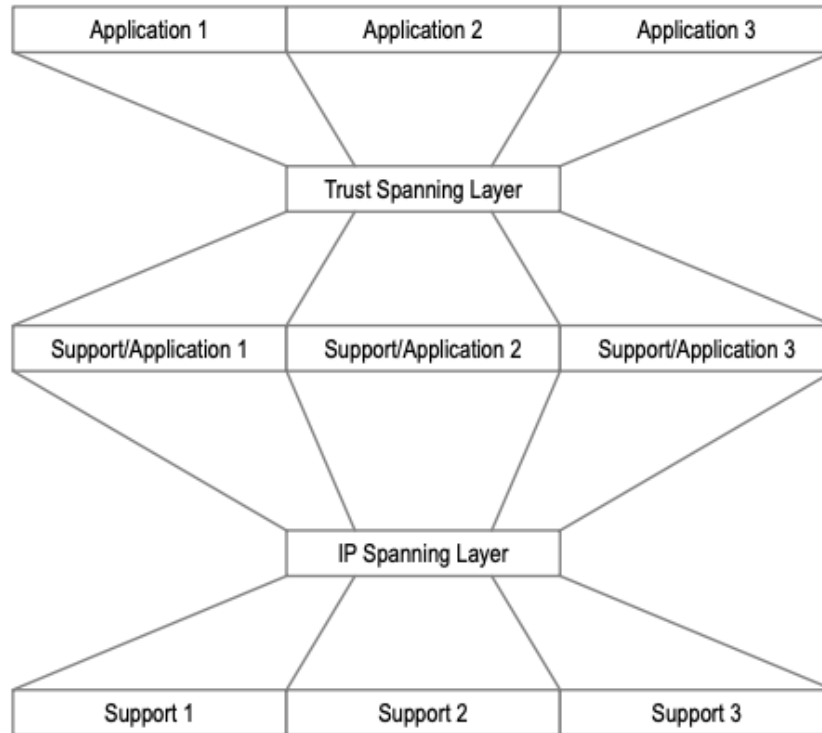 Application 1
Application 2
Application 3
Trust Spanning Layer
Support/Application 1
Support/Application 2
Support/Application 3
IP Spanning Layer
Support 1
Support 2
Support 3